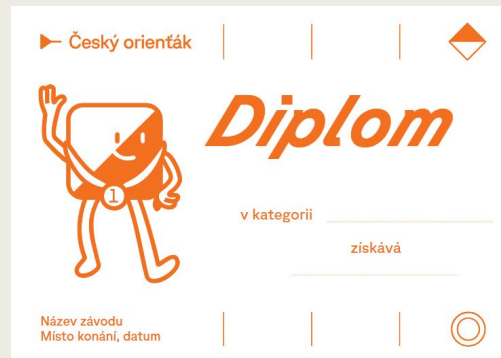 Český orienťák
Diplom
1
v kategorii
získává
Název závodu
Místo konání, datum